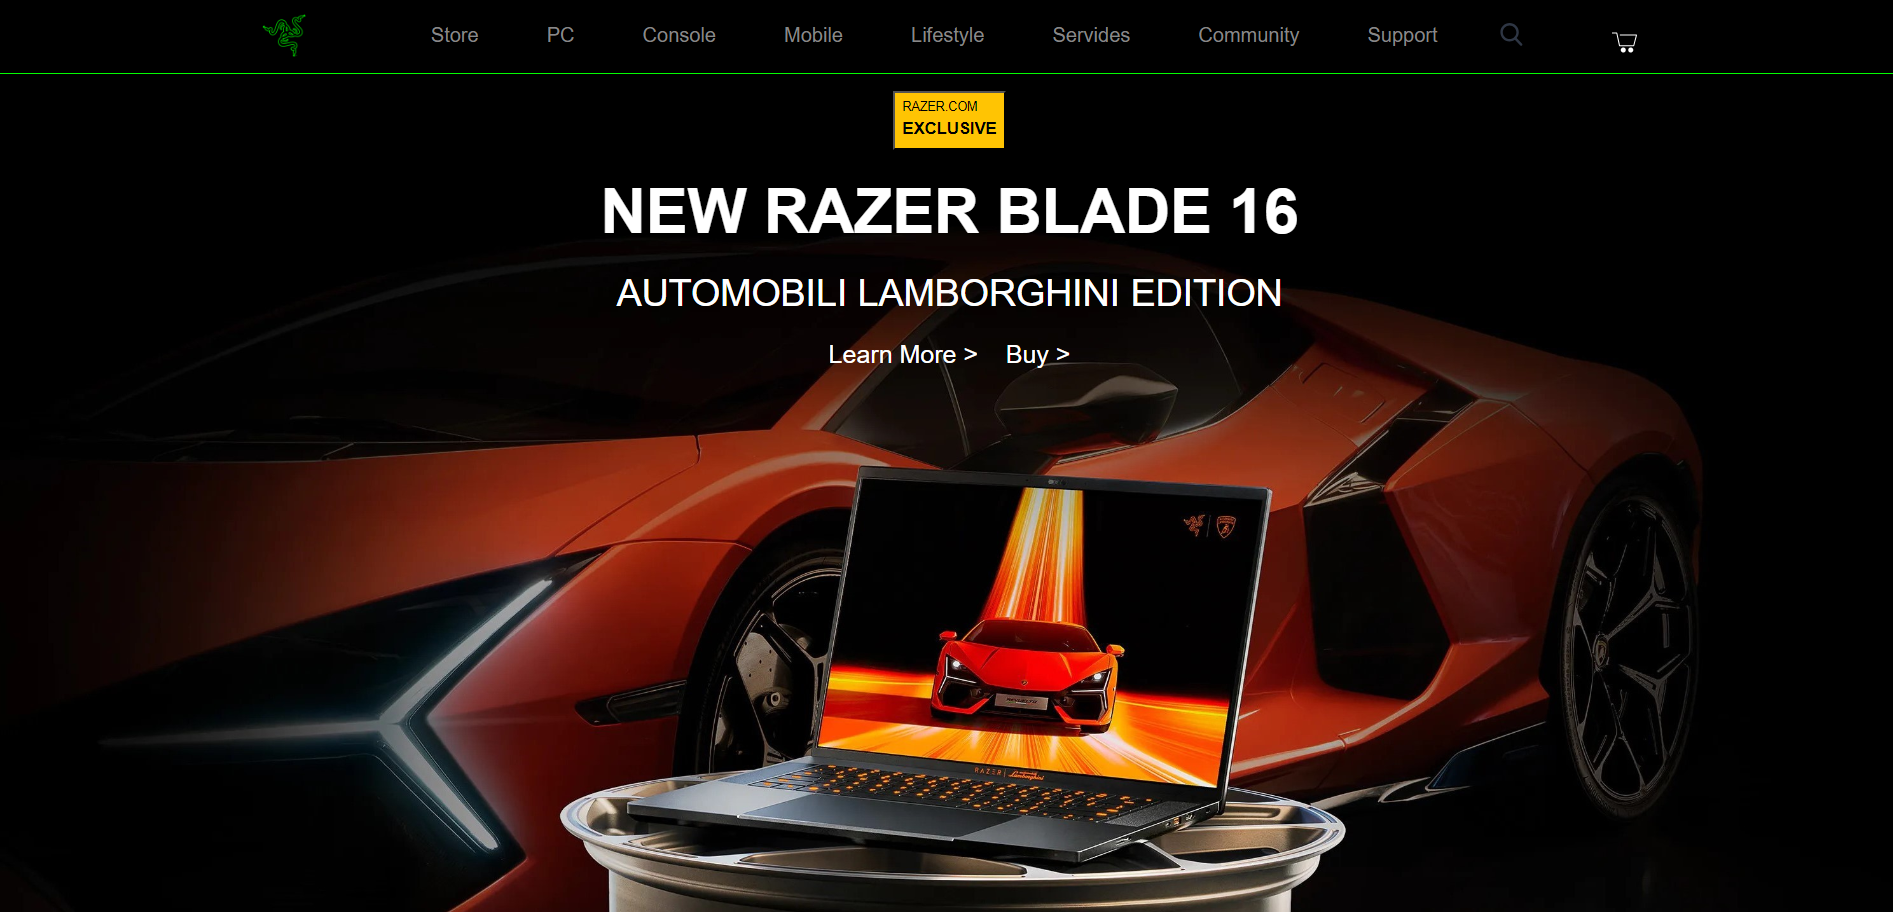 Store PC Console Mobile Lifestyle Servides Community Support
RAZER.COM
EXCLUSIVE
NEW RAZER BLADE 16
AUTOMOBILI LAMBORGHINI EDITION
Learn More > Buy >
RAZER | Lamborghini